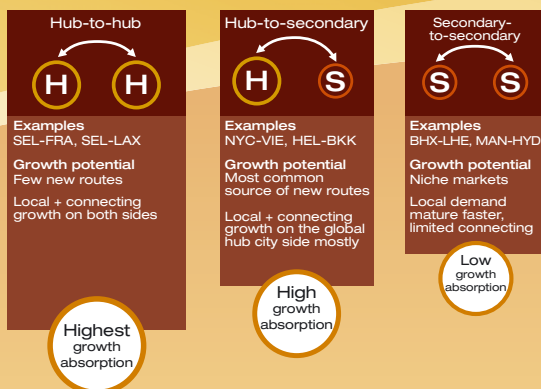 Hub-to-hub
H H
Examples
SEL-FRA, SEL-LAX
Growth potential
Few new routes
Local + connecting
growth on both sides
Highest
growth
absorption
Hub-to-secondary
H S
Examples
NYC-VIE, HEL-BKK
Growth potential
Most common
source of new routes
Local + connecting
growth on the global
hub city side mostly
High
growth
absorption
Secondary-
to-secondary
S S
Examples
BHX-LHE, MAN-HYD
Growth potential
Niche markets
Local demand
mature faster,
limited connecting
Low
growth
absorption